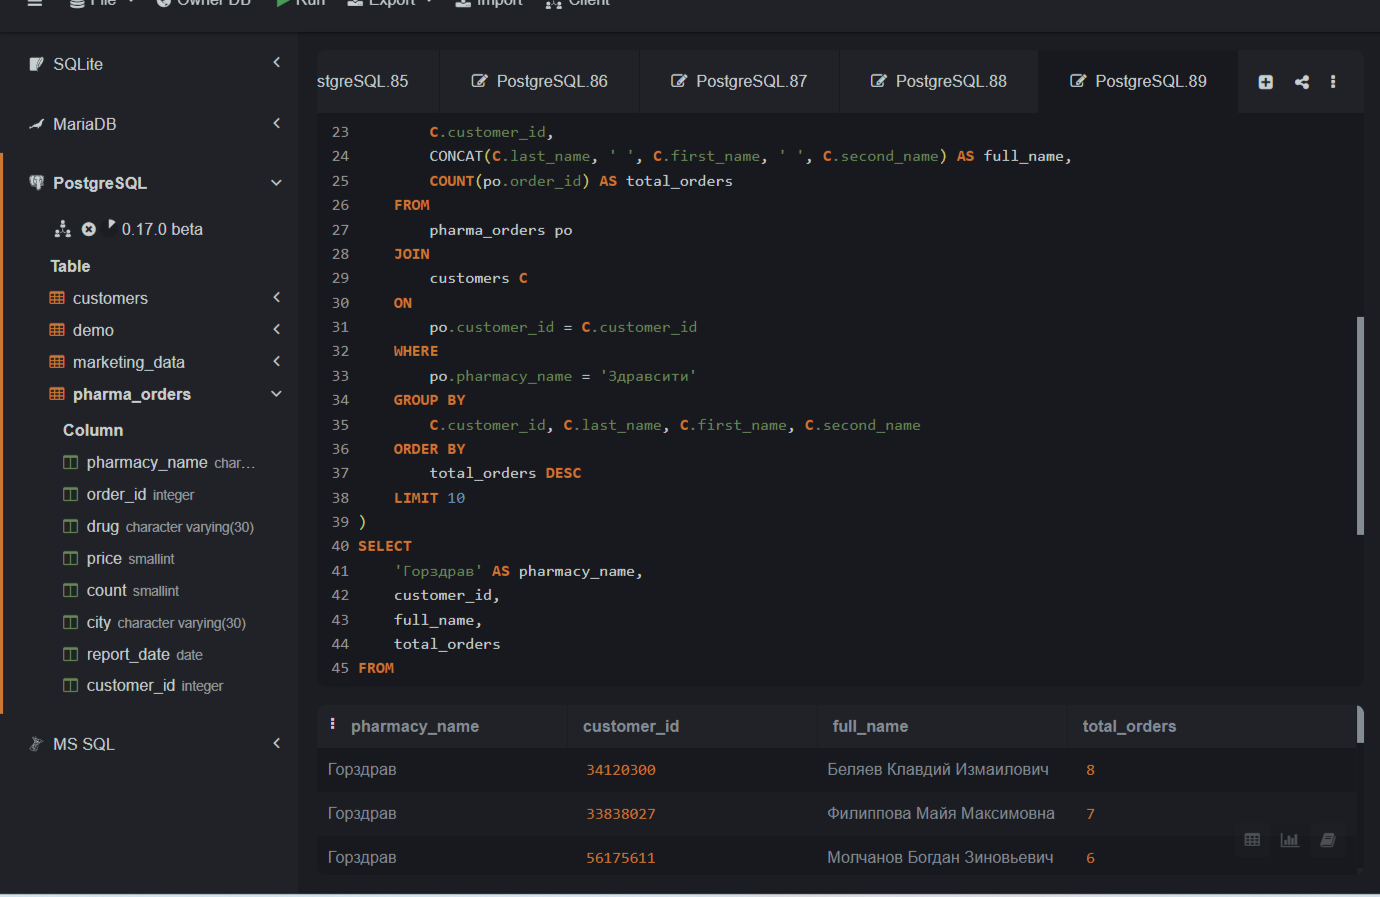 File
Owner DB
Run
Export
Import
Client
SQLite
MariaDB
PostgreSQL
0.17.0 beta
Table
customers
demo
marketing_data
pharma_orders
Column
pharmacy_name char...
order_id integer
drug character varying(30)
price smallint
count smallint
city character varying(30)
report_date date
customer_id integer
MS SQL
stgreSQL.85
PostgreSQL.86
PostgreSQL.87
PostgreSQL.88
PostgreSQL.89
23 C.customer_id,
24 CONCAT(C.last_name, ' ', C.first_name, ' ', C.second_name) AS full_name,
25 COUNT(po.order_id) AS total_orders
26 FROM
27 pharma_orders po
28 JOIN
29 customers C
30 ON
31 po.customer_id = C.customer_id
32 WHERE
33 po.pharmacy_name = 'Здравсити'
34 GROUP BY
35 C.customer_id, C.last_name, C.first_name, C.second_name
36 ORDER BY
37 total_orders DESC
38 LIMIT 10
39 )
40 SELECT
41 'Горздрав' AS pharmacy_name,
42 customer_id,
43 full_name,
44 total_orders
45 FROM
pharmacy_name customer_id full_name total_orders
Горздрав 34120300 Беляев Клавдий Измаилович 8
Горздрав 33838027 Филиппова Майя Максимовна 7
Горздрав 56175611 Молчанов Богдан Зиновьевич 6